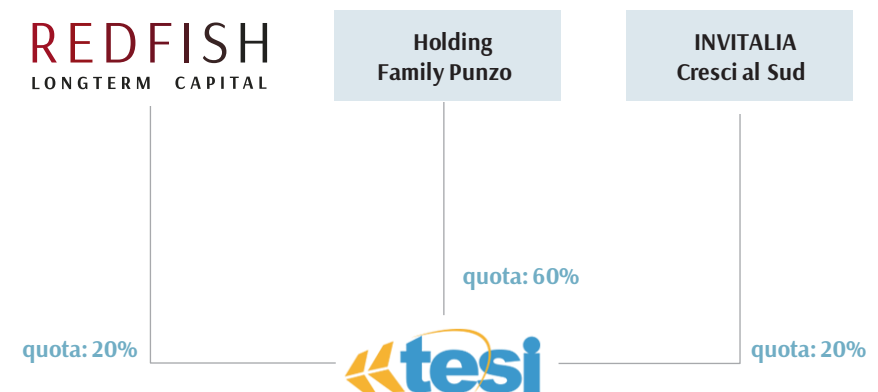 REDFISH
LONGTERM CAPITAL
Holding
Family Punzo
INVITALIA
Cresci al Sud
quota: 60%
quota: 20%
tesi
quota: 20%